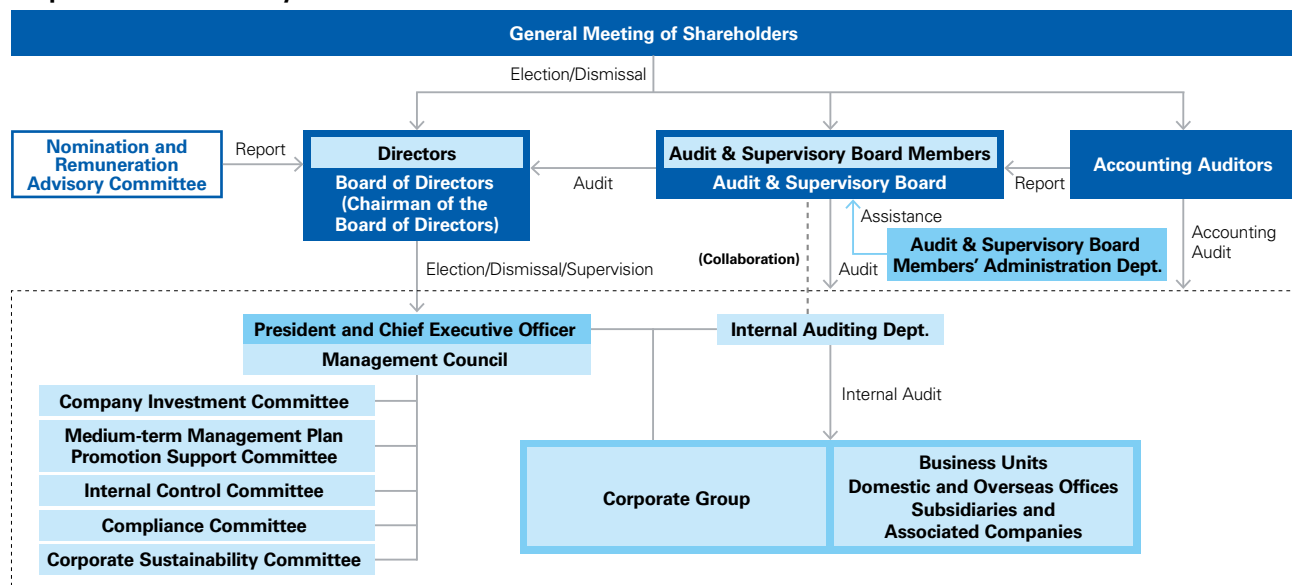 General Meeting of Shareholders
Election/Dismissal
Nomination and
Remuneration
Advisory Committee
Report
Directors
Board of Directors
(Chairman of the
Board of Directors)
Audit
Audit & Supervisory Board Members
Audit & Supervisory Board
Report
Accounting Auditors
Assistance
Audit & Supervisory Board
Members’ Administration Dept.
Accounting
Audit
(Collaboration)
Audit
Election/Dismissal/Supervision
President and Chief Executive Officer
Management Council
Internal Auditing Dept.
Internal Audit
Company Investment Committee
Medium-term Management Plan
Promotion Support Committee
Internal Control Committee
Compliance Committee
Corporate Sustainability Committee
Corporate Group
Business Units
Domestic and Overseas Offices
Subsidiaries and
Associated Companies